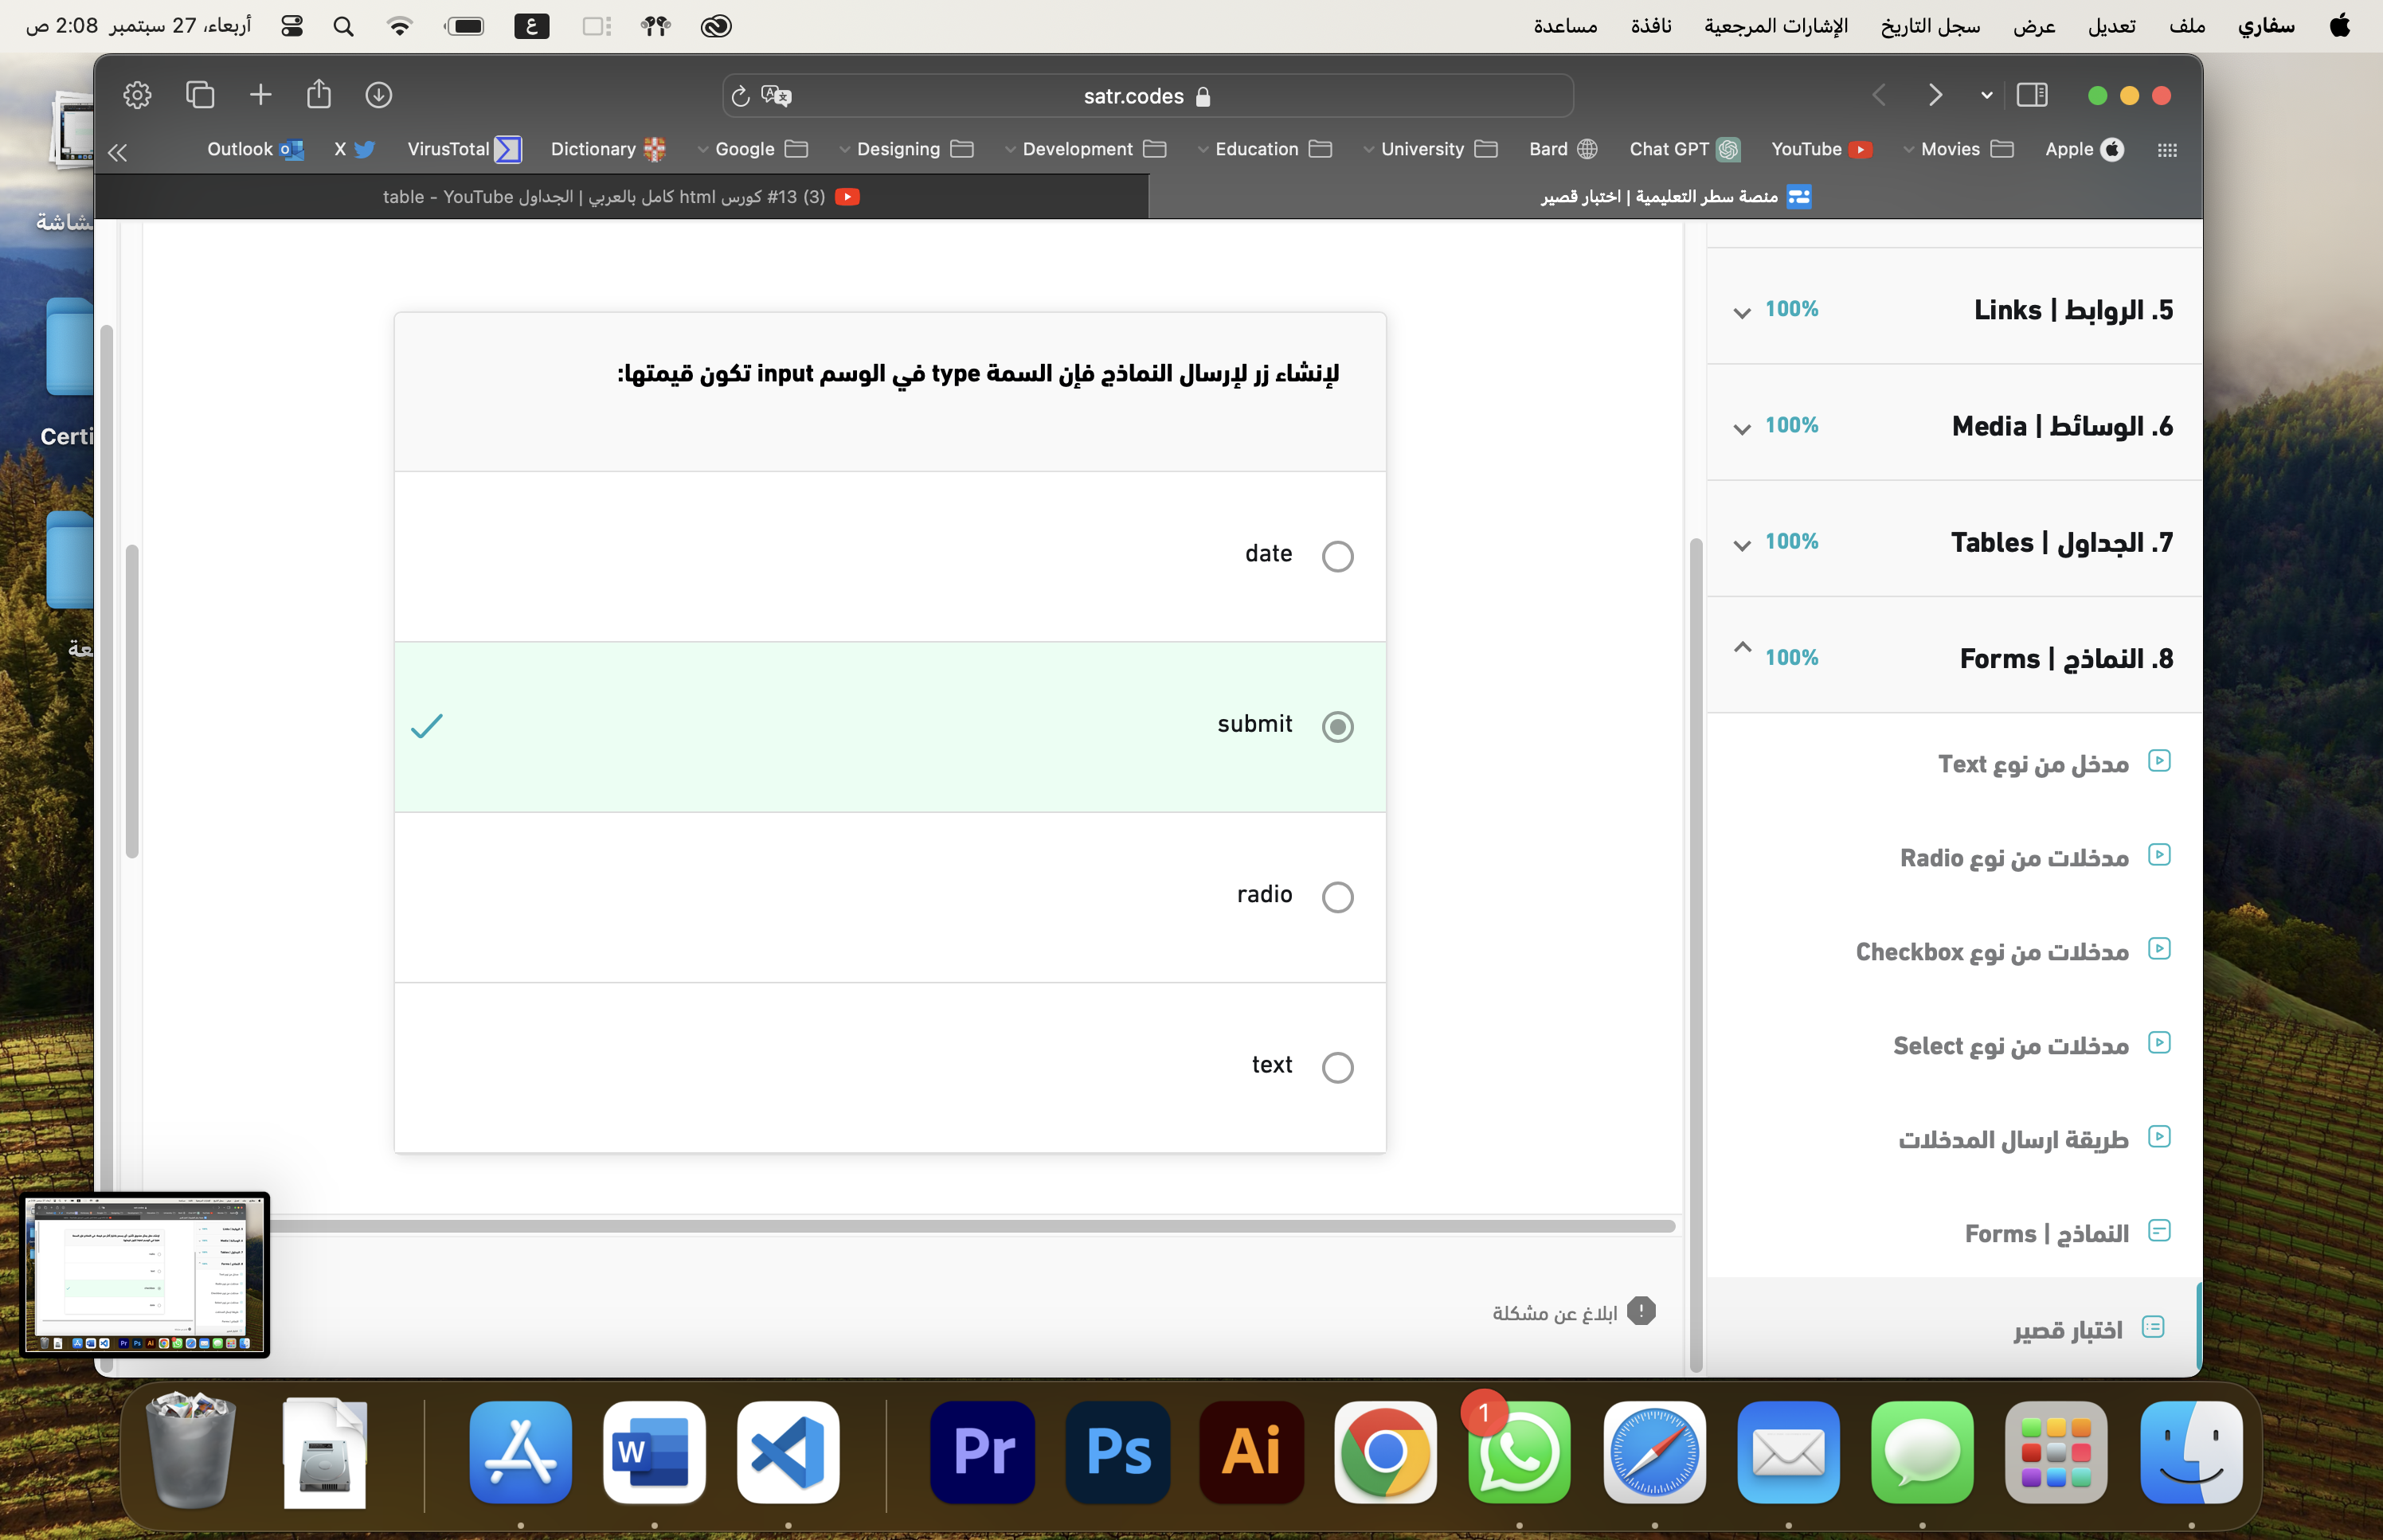 سفاري ملف تعديل عرض سجل التاريخ الإشارات المرجعية نافذة مساعدة
ع
أربعاء، 27 سبتمبر 2:08 ص
satr.codes
Apple Movies YouTube Chat GPT Bard University Education Development Designing Google Dictionary VirusTotal X Outlook
منصة سطر التعليمية | اختبار قصير
(3) #13 كورس html كامل بالعربي | الجداول table - YouTube
5. الروابط | Links
100%
6. الوسائط | Media
100%
7. الجداول | Tables
100%
8. النماذج | Forms
100%
مدخل من نوع Text
مدخلات من نوع Radio
مدخلات من نوع Checkbox
مدخلات من نوع Select
طريقة ارسال المدخلات
النماذج | Forms
اختبار قصير
لإنشاء زر لإرسال النماذج فإن السمة type في الوسم input تكون قيمتها:
date
submit
radio
text
ابلاغ عن مشكلة
Certi
W
Pr
Ps
Ai
1